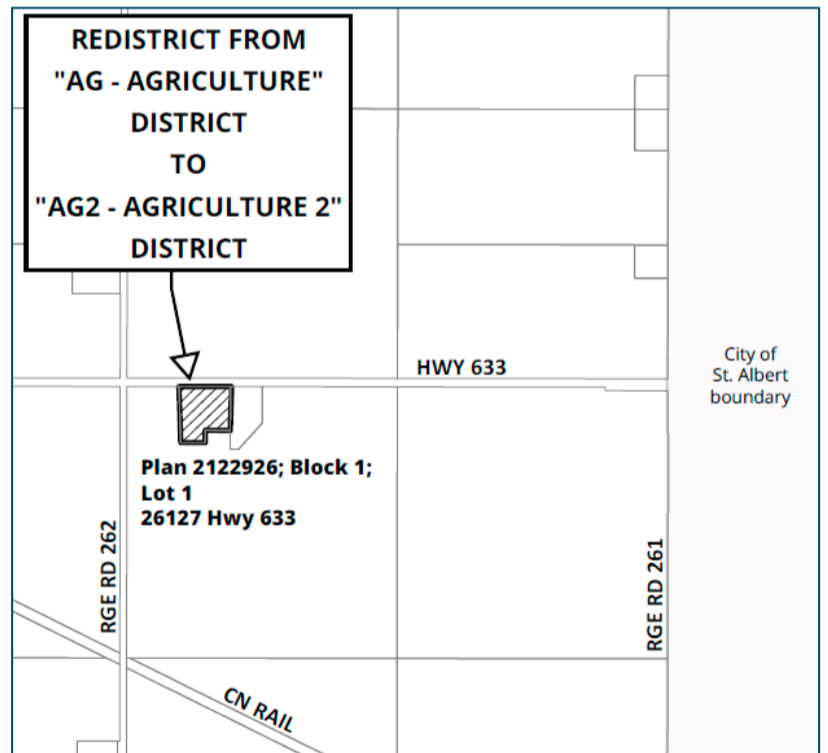 REDISTRICT FROM
"AG - AGRICULTURE"
DISTRICT
TO
"AG2 - AGRICULTURE 2"
DISTRICT
HWY 633
City of
St. Albert
boundary
Plan 2122926; Block 1;
Lot 1
26127 Hwy 633
RGE RD 262
RGE RD 261
CN RAIL